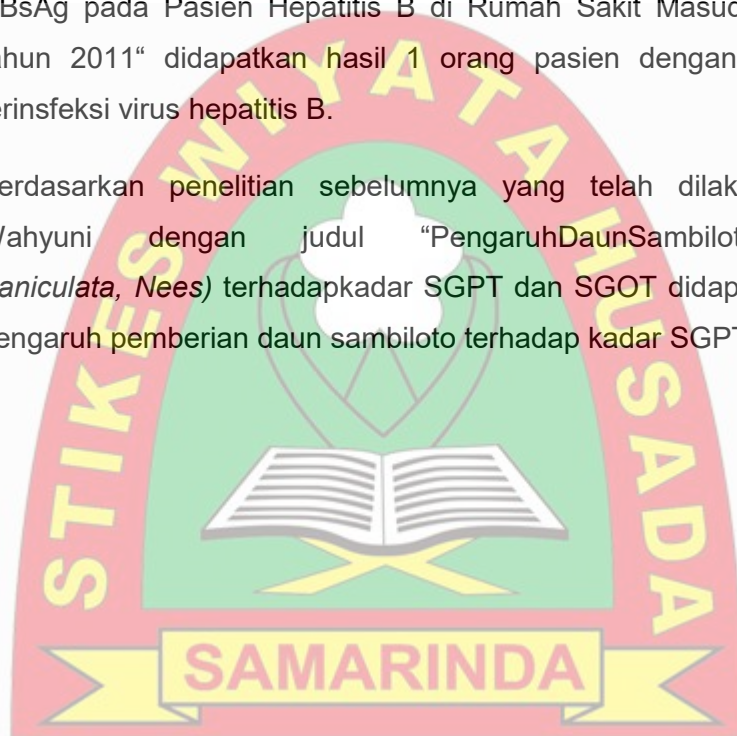 BsAg pada Pasien Hepatitis B di Rumah Sakit Masud
ahun 2011“ didapatkan hasil 1 orang pasien dengan
erinsfeksi virus hepatitis B.
erdasarkan penelitian sebelumnya yang telah dilak
Wahyuni dengan judul “PengaruhDaunSambilot
aniculata, Nees) terhadapkadar SGPT dan SGOT didap
engaruh pemberian daun sambiloto terhadap kadar SGPT
STIKES WIYATA HUSADA
SAMARINDA